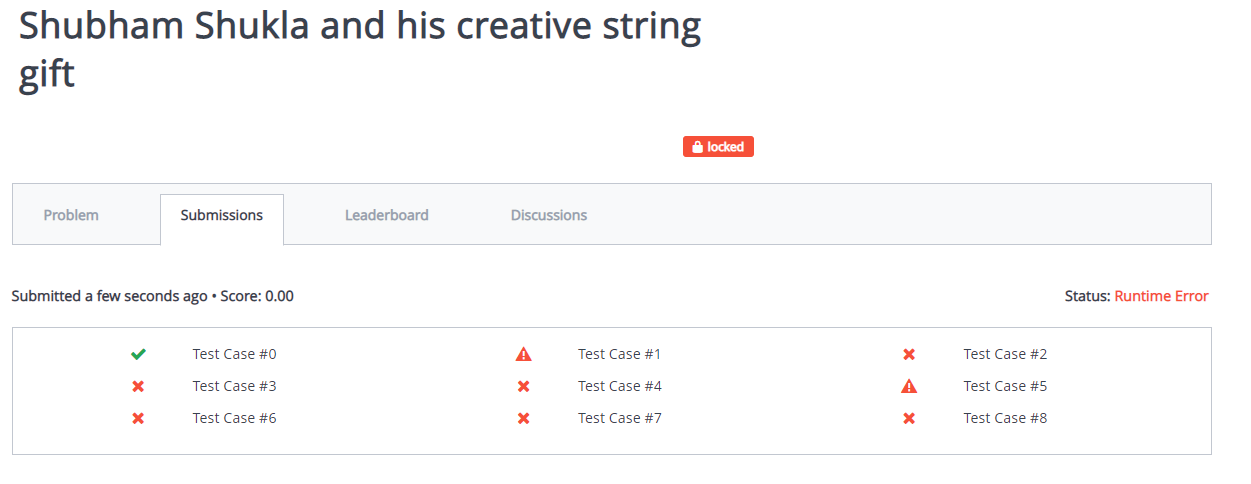 Shubham Shukla and his creative string
gift
locked
Problem Submissions Leaderboard Discussions
Submitted a few seconds ago • Score: 0.00 Status: Runtime Error
Test Case #0 Test Case #1 Test Case #2
Test Case #3 Test Case #4 Test Case #5
Test Case #6 Test Case #7 Test Case #8